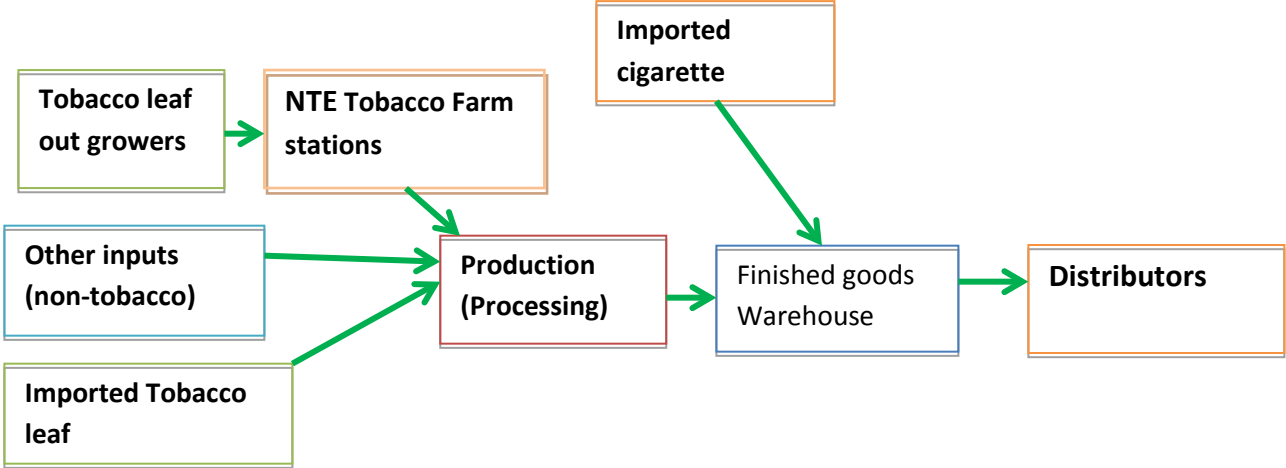 Imported
cigarette
Tobacco leaf
out growers
NTE Tobacco Farm
stations
Other inputs
(non-tobacco)
Production
(Processing)
Finished goods
Warehouse
Distributors
Imported Tobacco
leaf